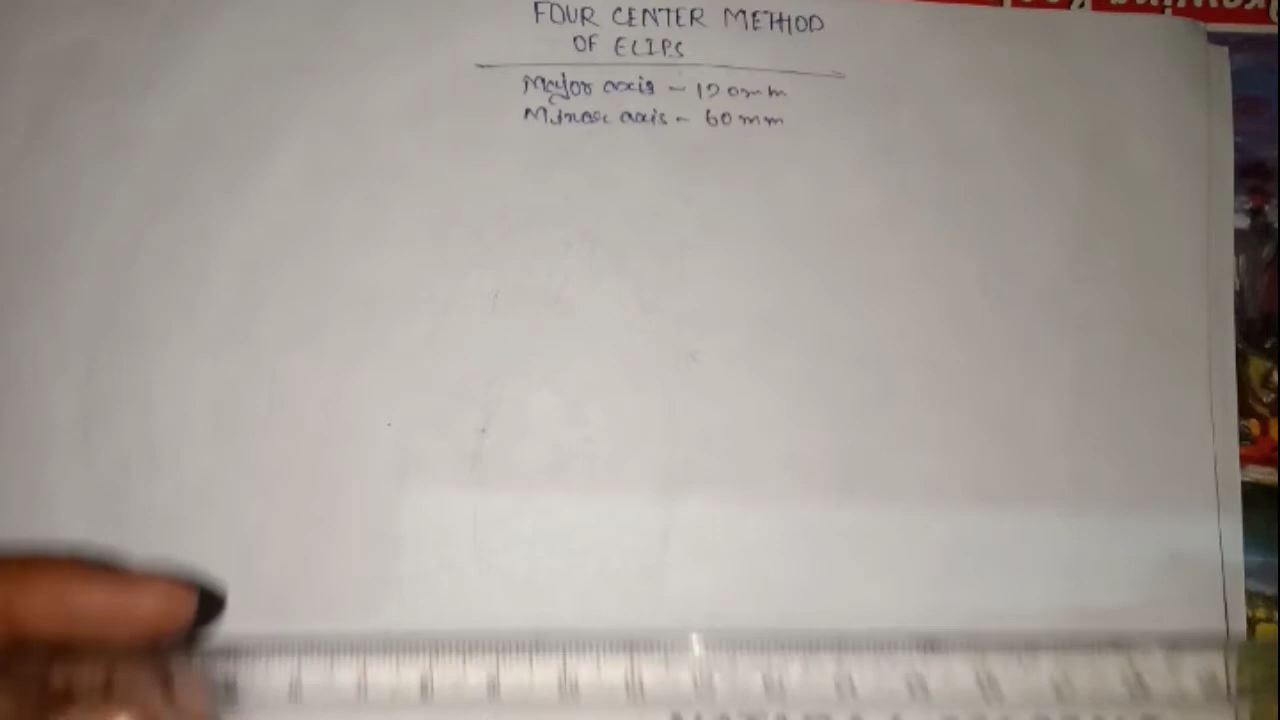 FOUR CENTER METHOD
OF ELIPS
Major axis - 120mm
Minor axis - 60mm